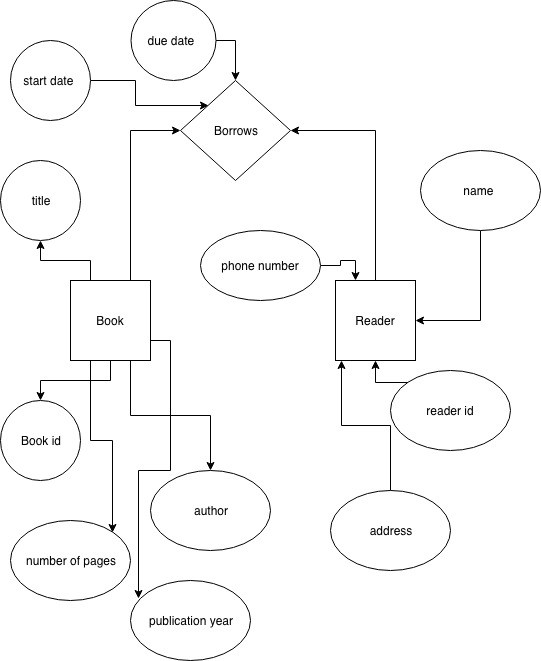 due date
start date
Borrows
title
name
phone number
Book
Reader
reader id
Book id
author
address
number of pages
publication year